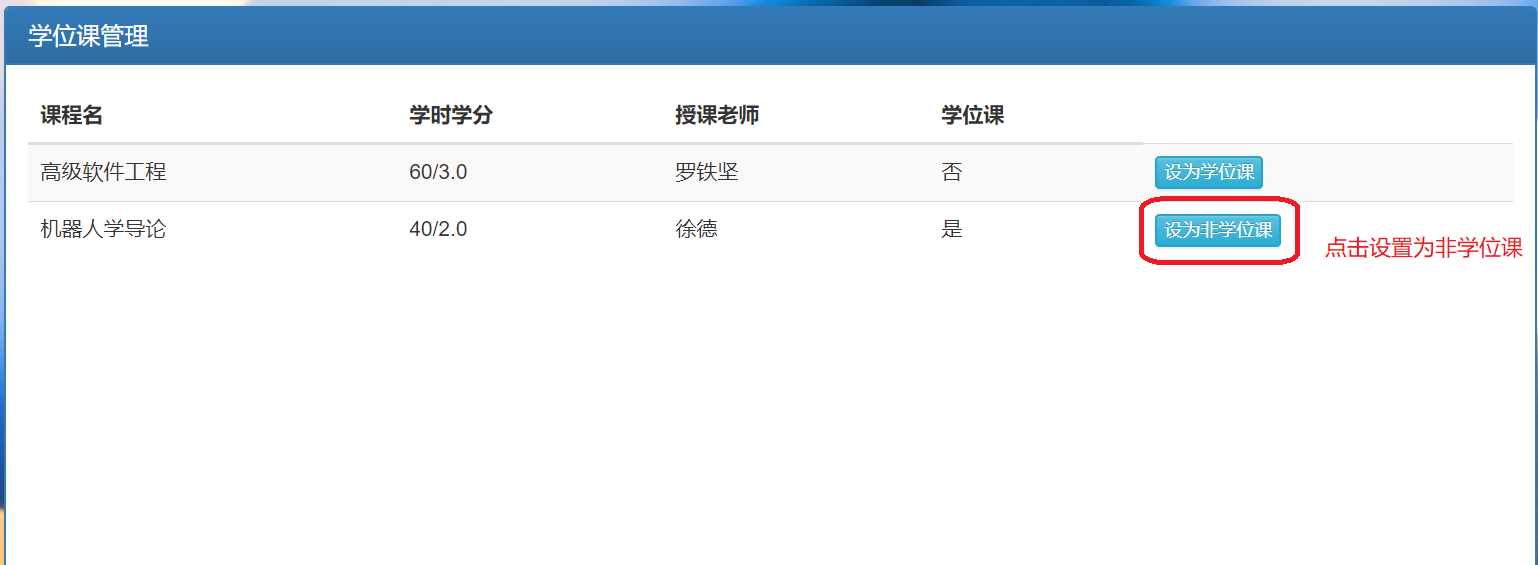 学位课管理
课程名 学时学分 授课老师 学位课
高级软件工程 60/3.0 罗铁坚 否 设为学位课
机器人学导论 40/2.0 徐德 是 设为非学位课
点击设置为非学位课